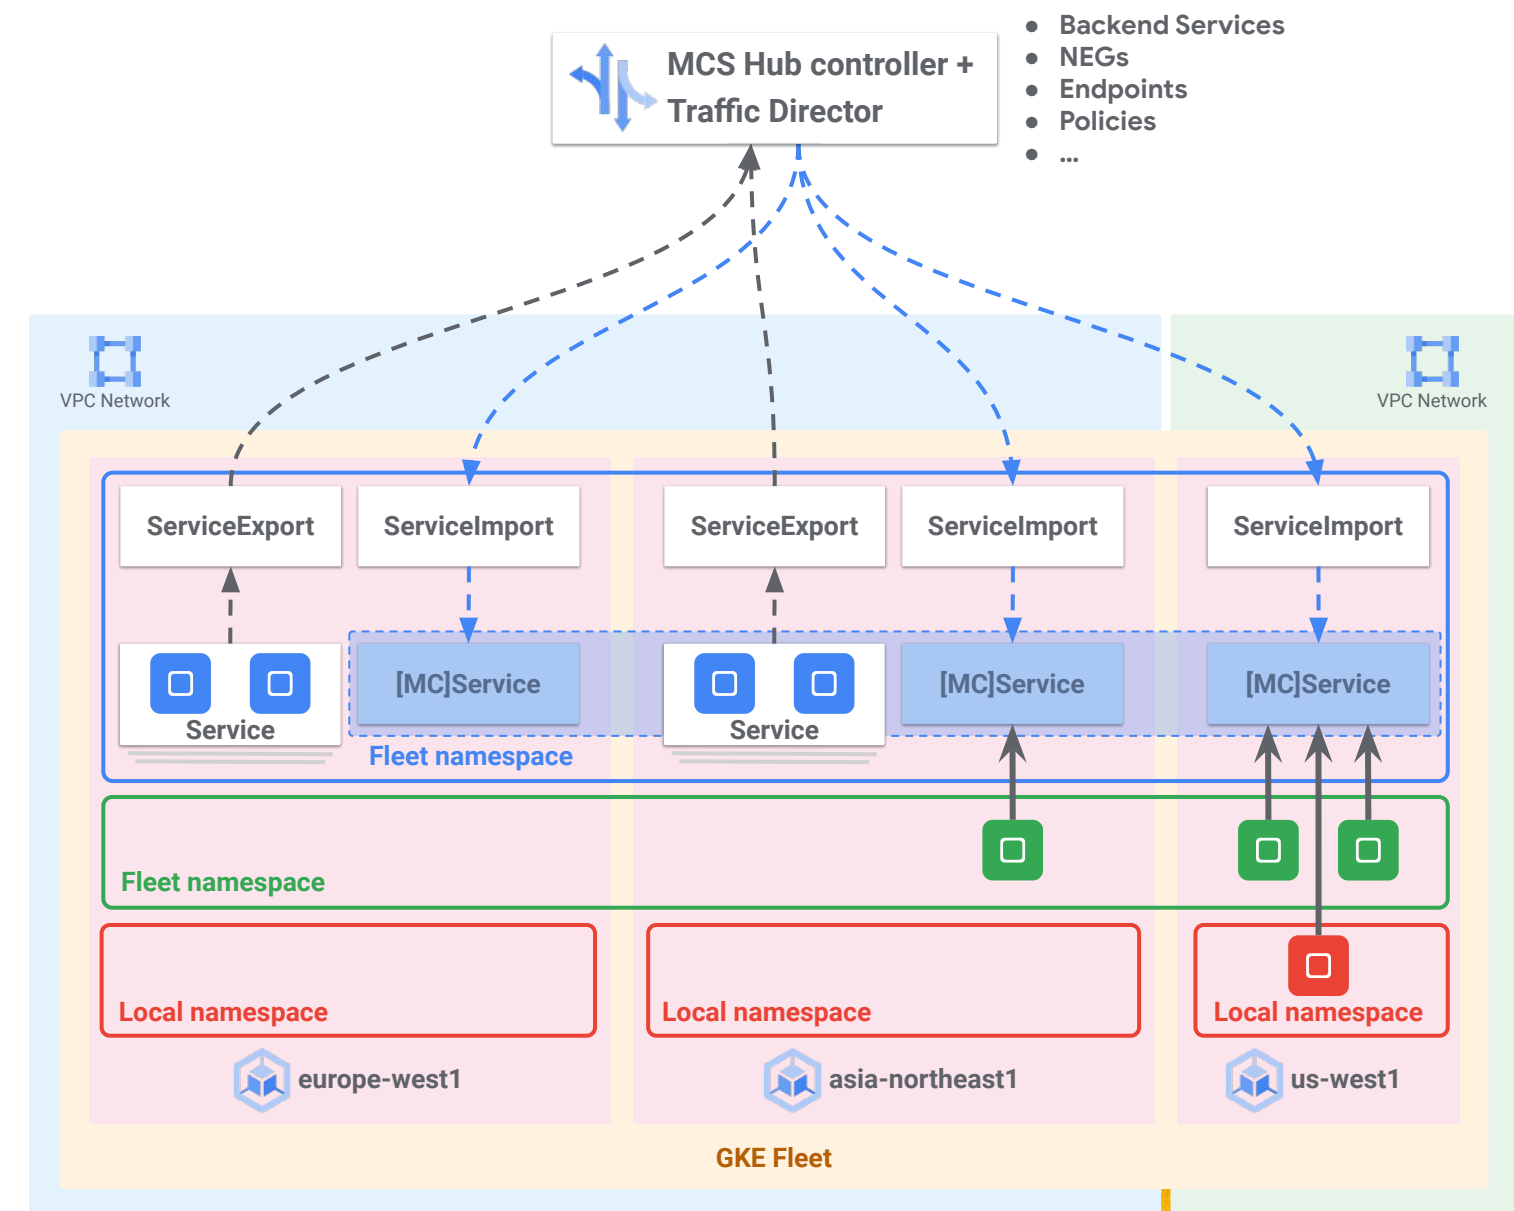 MCS Hub controller +
Traffic Director
● Backend Services
● NEGs
● Endpoints
● Policies
● ...
VPC Network
VPC Network
ServiceExport
ServiceImport
ServiceExport
ServiceImport
ServiceImport
Service
[MC]Service
Service
[MC]Service
[MC]Service
Fleet namespace
Fleet namespace
Local namespace
Local namespace
Local namespace
europe-west1
asia-northeast1
us-west1
GKE Fleet